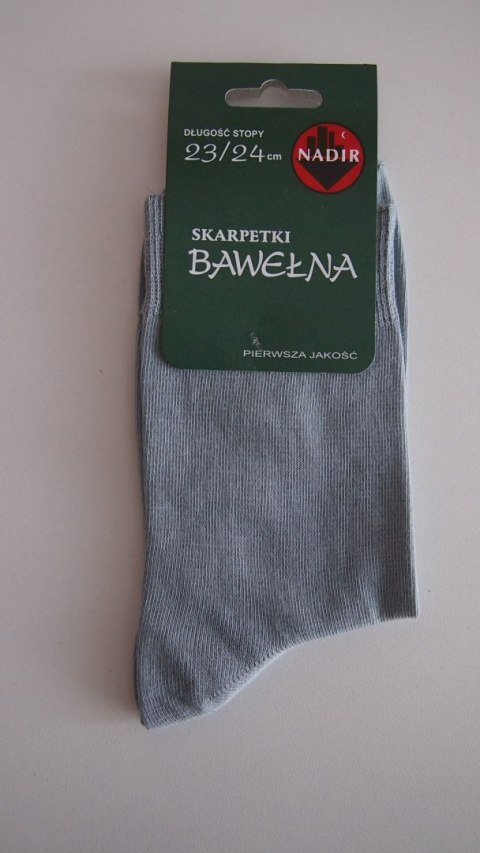 DŁUGOŚĆ STOPY
23/24 cm
NADIR
SKARPETKI
BAWEŁNA
PIERWSZA JAKOŚĆ